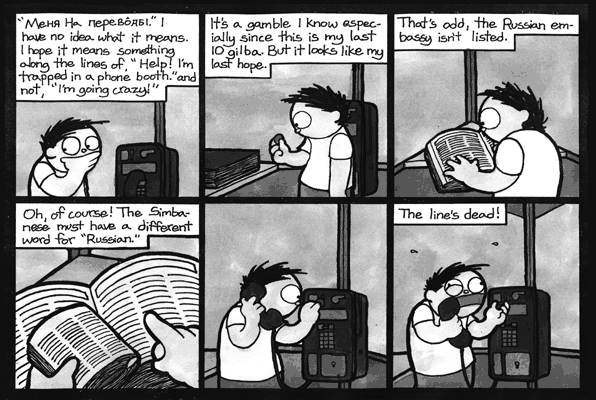 "Меня На перевôды." I
have no idea what it means.
I hope it means something
along the lines of, "Help! I'm
trapped in a phone booth." and
not, "I'm going crazy!"
It's a gamble I know espec-
ially since this is my last
10 gilba. But it looks like my
last hope.
That's odd, the Russian em-
bassy isn't listed.
Oh, of course! The Simba-
nese must have a different
word for "Russian."
The line's dead!